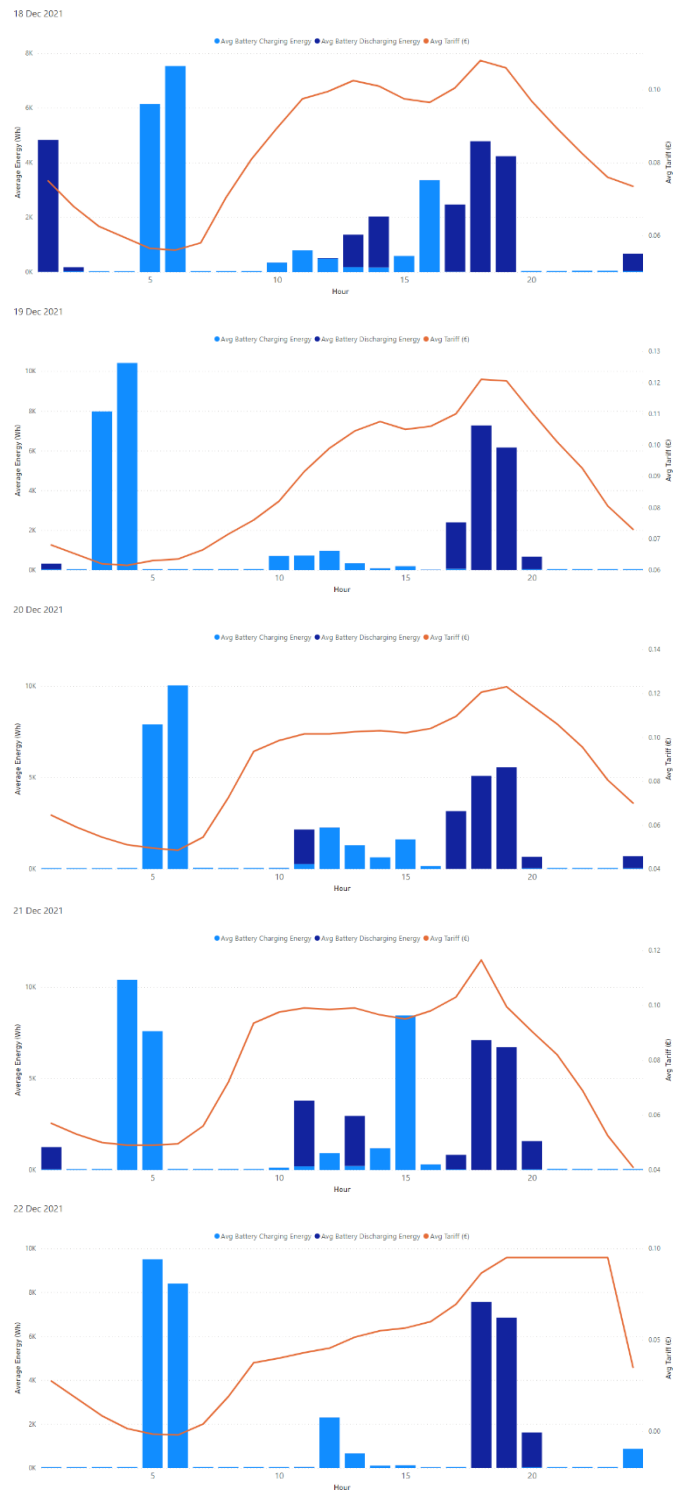 18 Dec 2021
Avg Battery Charging Energy Avg Battery Discharging Energy Avg Tariff (€)
8K
6K
4K
2K
0K
Average Energy (Wh)
0.10
0.08
0.06
Avg Tariff (€)
5 10 15 20
Hour
19 Dec 2021
Avg Battery Charging Energy Avg Battery Discharging Energy Avg Tariff (€)
10K
8K
6K
4K
2K
0K
Average Energy (Wh)
0.13
0.12
0.11
0.10
0.09
0.08
0.07
0.06
Avg Tariff (€)
5 10 15 20
Hour
20 Dec 2021
Avg Battery Charging Energy Avg Battery Discharging Energy Avg Tariff (€)
10K
5K
0K
Average Energy (Wh)
0.14
0.12
0.10
0.08
0.06
0.04
Avg Tariff (€)
5 10 15 20
Hour
21 Dec 2021
Avg Battery Charging Energy Avg Battery Discharging Energy Avg Tariff (€)
10K
5K
0K
Average Energy (Wh)
0.12
0.10
0.08
0.06
0.04
Avg Tariff (€)
5 10 15 20
Hour
22 Dec 2021
Avg Battery Charging Energy Avg Battery Discharging Energy Avg Tariff (€)
10K
8K
6K
4K
2K
0K
Average Energy (Wh)
0.10
0.05
0.00
Avg Tariff (€)
5 10 15 20
Hour